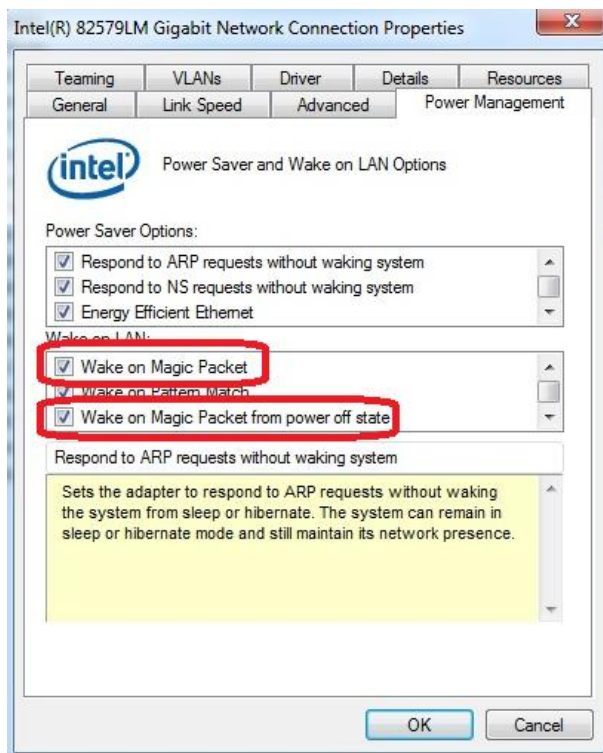 Intel(R) 82579LM Gigabit Network Connection Properties
Teaming VLANs Driver Details Resources
General Link Speed Advanced Power Management
intel Power Saver and Wake on LAN Options
Power Saver Options:
Respond to ARP requests without waking system
Respond to NS requests without waking system
Energy Efficient Ethernet
Wake on LAN:
Wake on Magic Packet
Wake on Pattern Match
Wake on Magic Packet from power off state
Respond to ARP requests without waking system
Sets the adapter to respond to ARP requests without waking
the system from sleep or hibernate. The system can remain in
sleep or hibernate mode and still maintain its network presence.
OK Cancel